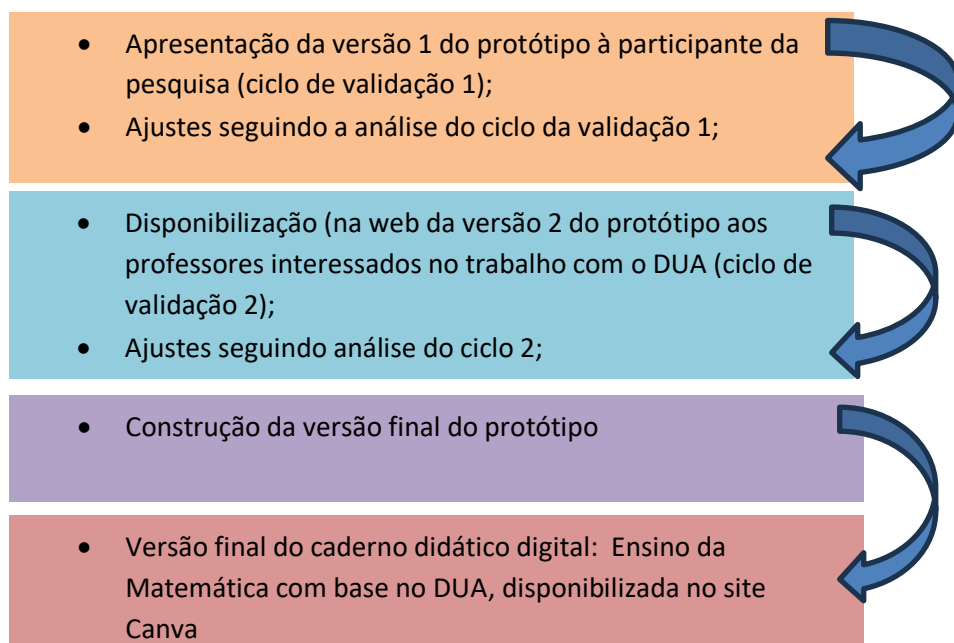 • Apresentação da versão 1 do protótipo à participante da
pesquisa (ciclo de validação 1);
• Ajustes seguindo a análise do ciclo da validação 1;
• Disponibilização (na web da versão 2 do protótipo aos
professores interessados no trabalho com o DUA (ciclo de
validação 2);
• Ajustes seguindo análise do ciclo 2;
• Construção da versão final do protótipo
• Versão final do caderno didático digital: Ensino da
Matemática com base no DUA, disponibilizada no site
Canva